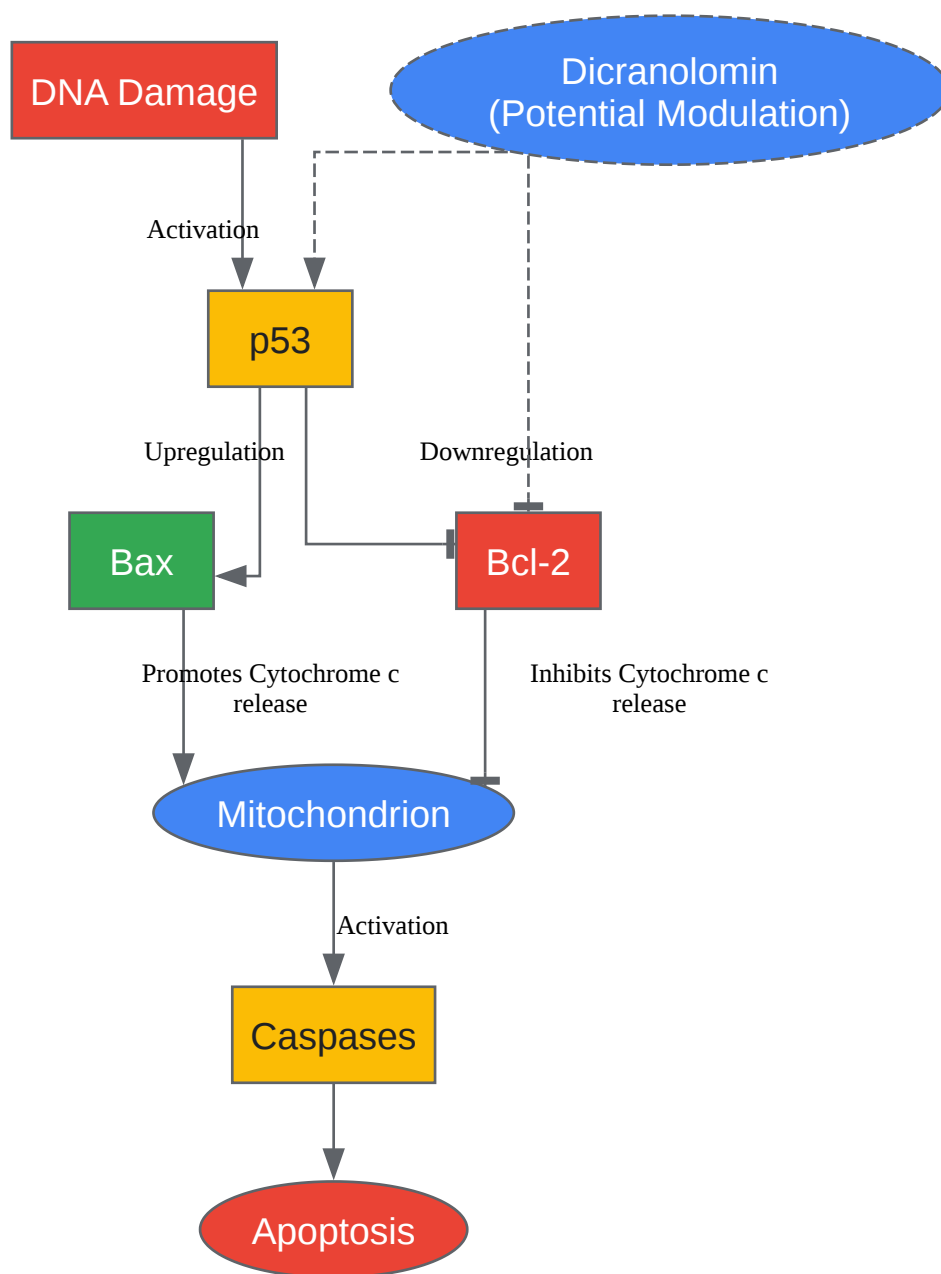 DNA Damage
Dicranolomin
(Potential Modulation)
Activation
p53
Upregulation
Downregulation
Bax
Bcl-2
Promotes Cytochrome c
release
Inhibits Cytochrome c
release
Mitochondrion
Activation
Caspases
Apoptosis